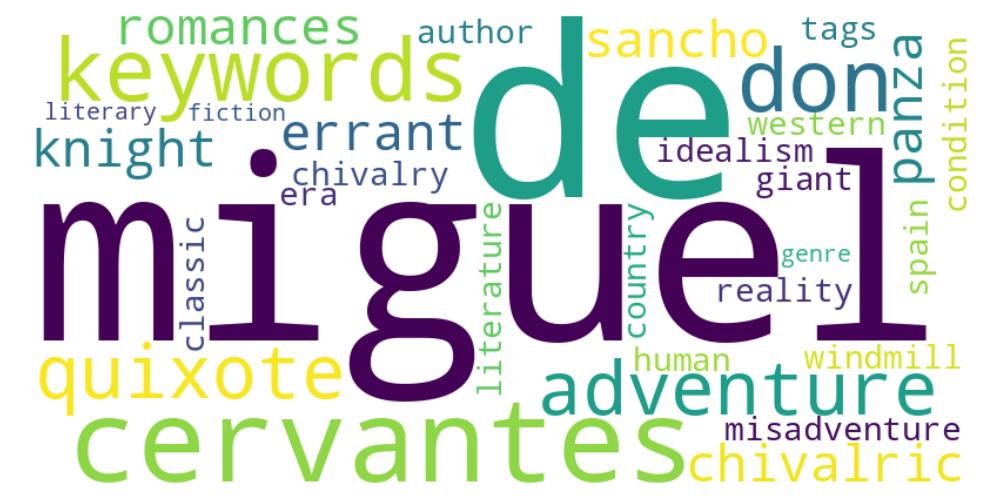 romances author sancho tags
keywords de don panza condition
literary fiction
knight errant western
chivalry idealism
era giant
miguel
classic literature country genre spain
reality
quixote human windmill
adventure
cervantes misadventure
chivalric